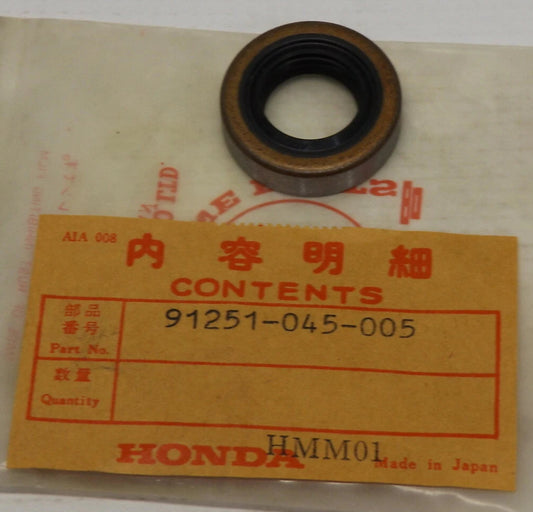 AIA 008
内容明細
CONTENTS
部品
番号
Part No.
91251-045-005
数量
Quantity
HONDA
HMM01
Made in Japan